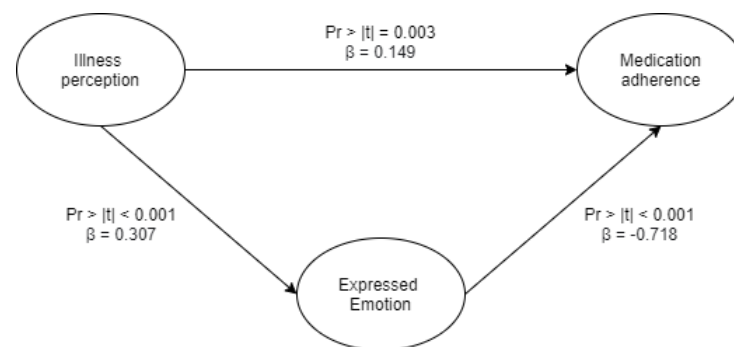 Pr > |t| = 0.003
β = 0.149
Illness
perception
Medication
adherence
Pr > |t| < 0.001
β = 0.307
Pr > |t| < 0.001
β = -0.718
Expressed
Emotion